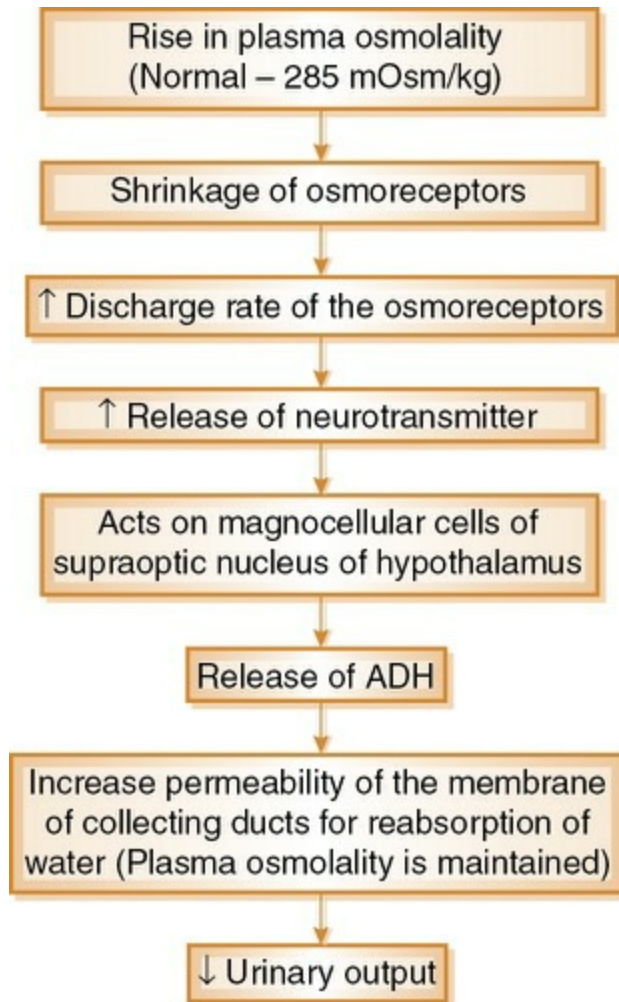 Rise in plasma osmolality
(Normal – 285 mOsm/kg)
Shrinkage of osmoreceptors
↑ Discharge rate of the osmoreceptors
↑ Release of neurotransmitter
Acts on magnocellular cells of
supraoptic nucleus of hypothalamus
Release of ADH
Increase permeability of the membrane
of collecting ducts for reabsorption of
water (Plasma osmolality is maintained)
↓ Urinary output